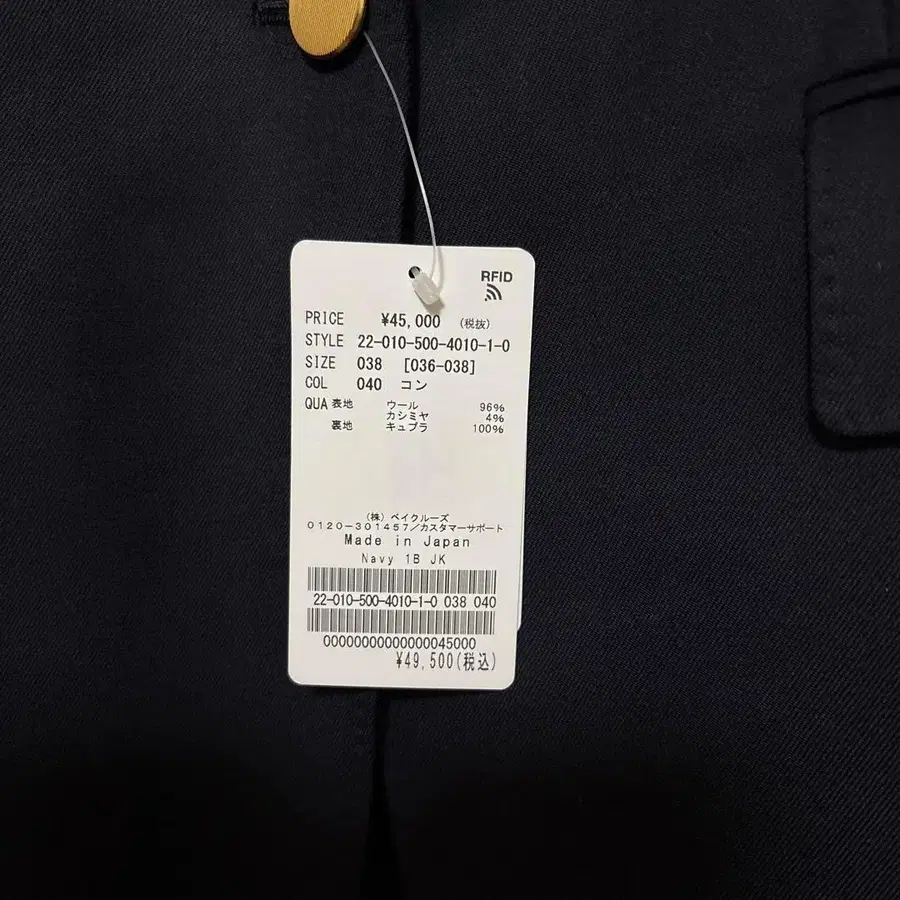 RFID
PRICE ¥45,000 (税抜)
STYLE 22-010-500-4010-1-0
SIZE 038 [036-038]
COL 040 コン
QUA 表地 ウール 96%
カシミヤ 4%
裏地 キュプラ 100%
(株)ベイクルーズ
0120-301457/カスタマーサポート
Made in Japan
Navy 1B JK
22-010-500-4010-1-0 038 040
00000000000000045000
¥49,500(税込)